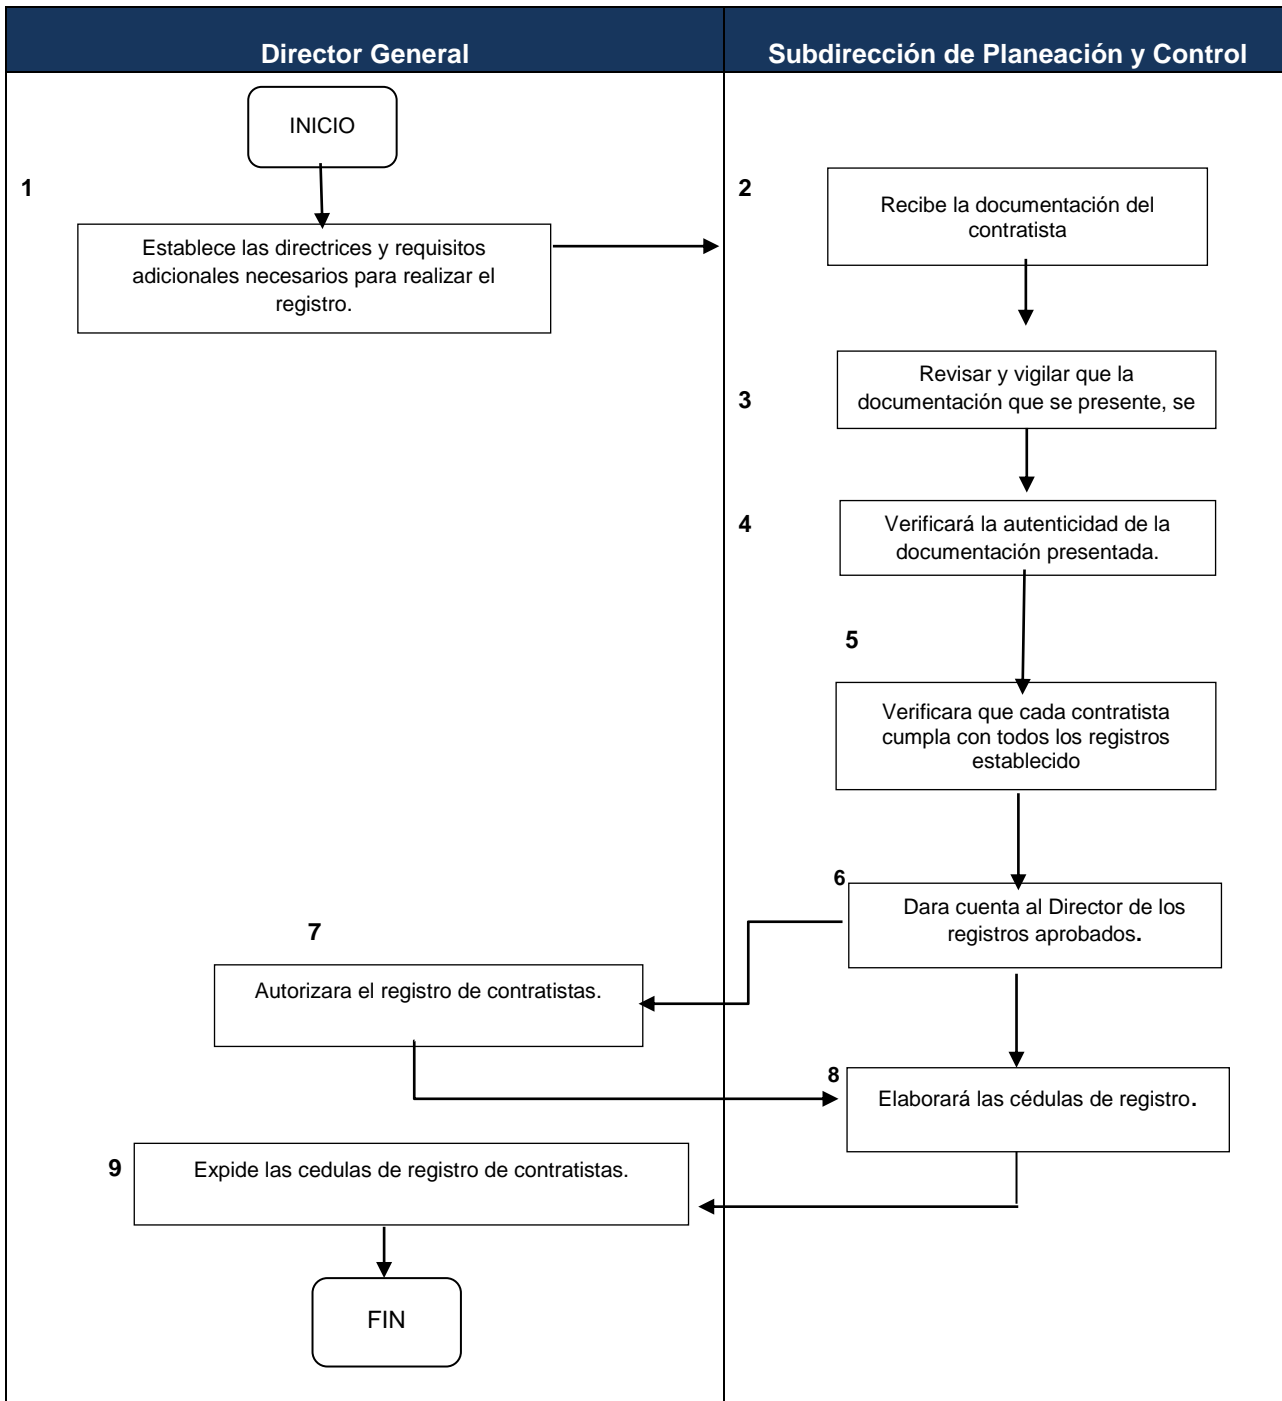 Director General
Subdirección de Planeación y Control
INICIO
1
Establece las directrices y requisitos
adicionales necesarios para realizar el
registro.
2
Recibe la documentación del
contratista
3
Revisar y vigilar que la
documentación que se presente, se
4
Verificará la autenticidad de la
documentación presentada.
5
Verificara que cada contratista
cumpla con todos los registros
establecido
6
Dara cuenta al Director de los
registros aprobados.
7
Autorizara el registro de contratistas.
8
Elaborará las cédulas de registro.
9
Expide las cedulas de registro de contratistas.
FIN